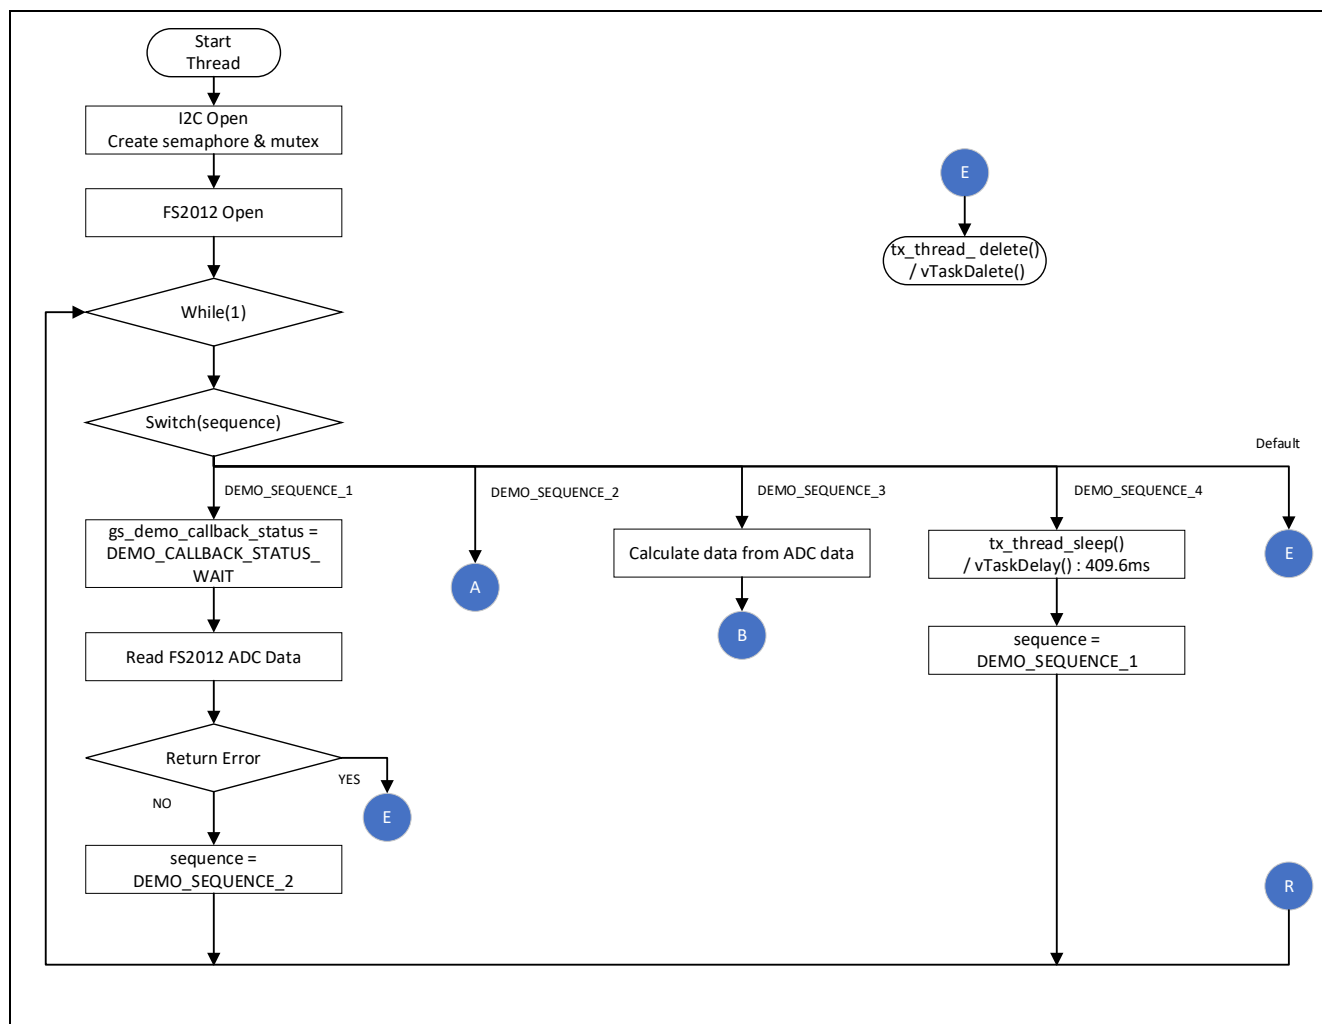 Start
Thread
I2C Open
Create semaphore & mutex
E
FS2012 Open
tx_thread_ delete()
/ vTaskDalete()
While(1)
Switch(sequence)
Default
DEMO_SEQUENCE_1
DEMO_SEQUENCE_2
DEMO_SEQUENCE_3
DEMO_SEQUENCE_4
gs_demo_callback_status =
DEMO_CALLBACK_STATUS_
WAIT
A
Calculate data from ADC data
B
tx_thread_sleep()
/ vTaskDelay() : 409.6ms
E
Read FS2012 ADC Data
sequence =
DEMO_SEQUENCE_1
Return Error
YES
NO
E
sequence =
DEMO_SEQUENCE_2
R